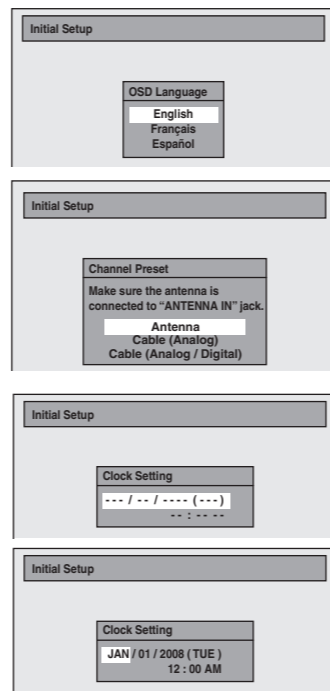 Initial Setup
OSD Language
English
Français
Español
Initial Setup
Channel Preset
Make sure the antenna is
connected to “ANTENNA IN” jack.
Antenna
Cable (Analog)
Cable (Analog / Digital)
Initial Setup
Clock Setting
- - - / - - / - - - - ( - - - )
- - : - - - -
Initial Setup
Clock Setting
JAN / 01 / 2008 ( TUE )
12 : 00 AM